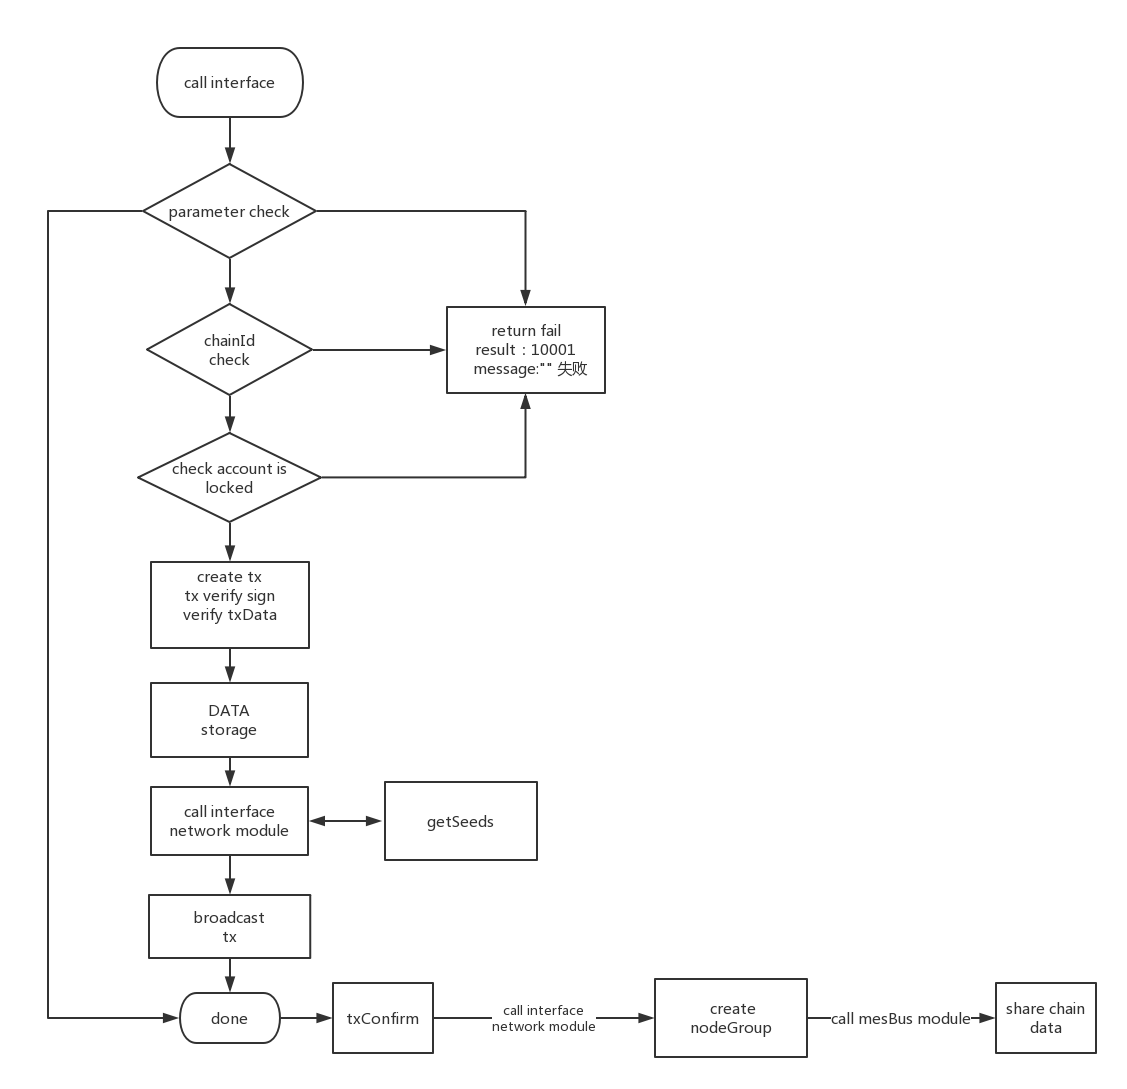 call interface
parameter check
chainId
check
return fail
result：10001
message:"" 失败
check account is
locked
create tx
tx verify sign
verify txData
DATA
storage
call interface
network module
getSeeds
broadcast
tx
done
txConfirm
call interface
network module
create
nodeGroup
call mesBus module
share chain
data